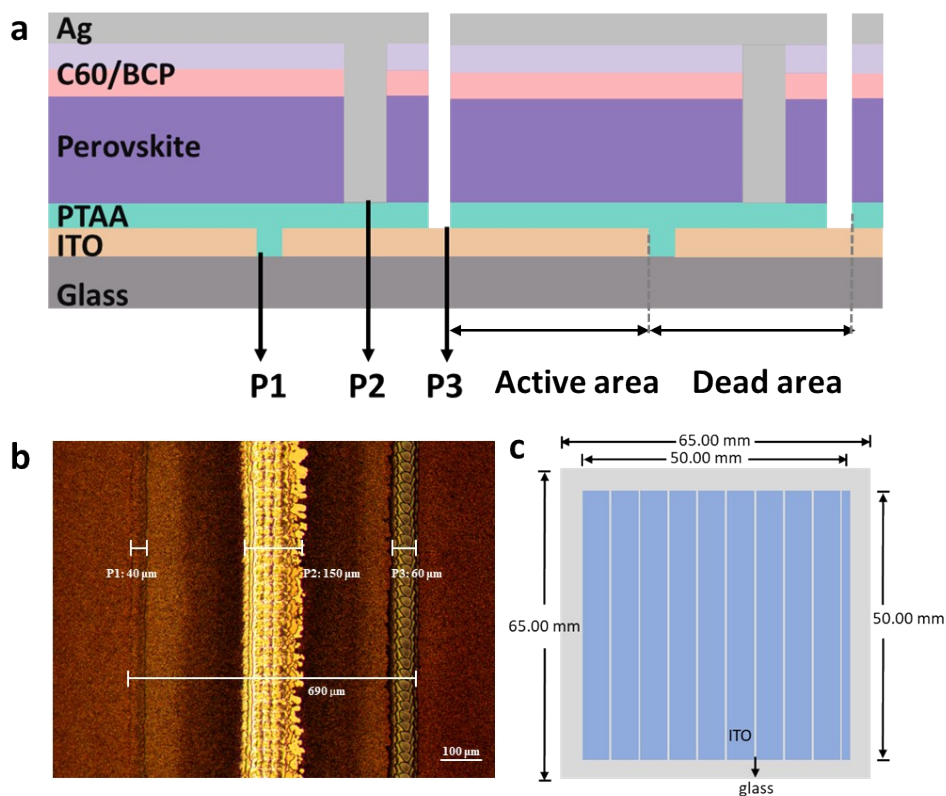 a
Ag
C60/BCP
Perovskite
PTAA
ITO
Glass
P1
P2
P3
Active area
Dead area
b
P1: 40 μm
P2: 150 μm
P3: 60 μm
690 μm
100 μm
c
65.00 mm
50.00 mm
65.00 mm
50.00 mm
ITO
glass